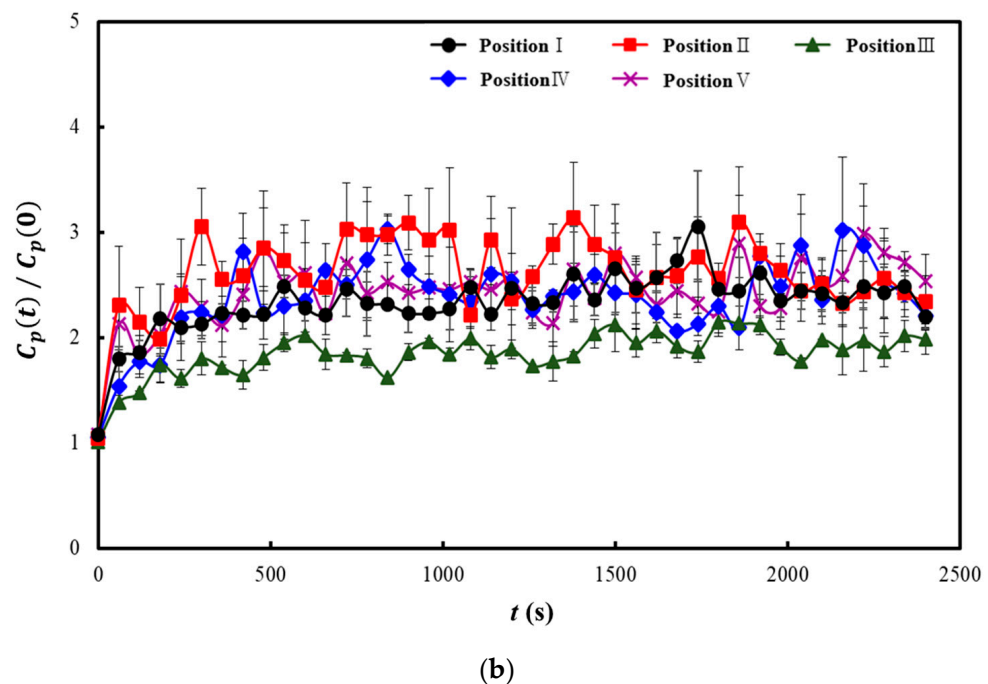 5
4
3
2
1
0
C_p(t) / C_p(0)
Position Ⅰ
Position Ⅱ
Position Ⅲ
Position Ⅳ
Position Ⅴ
0 500 1000 1500 2000 2500
t (s)
(b)